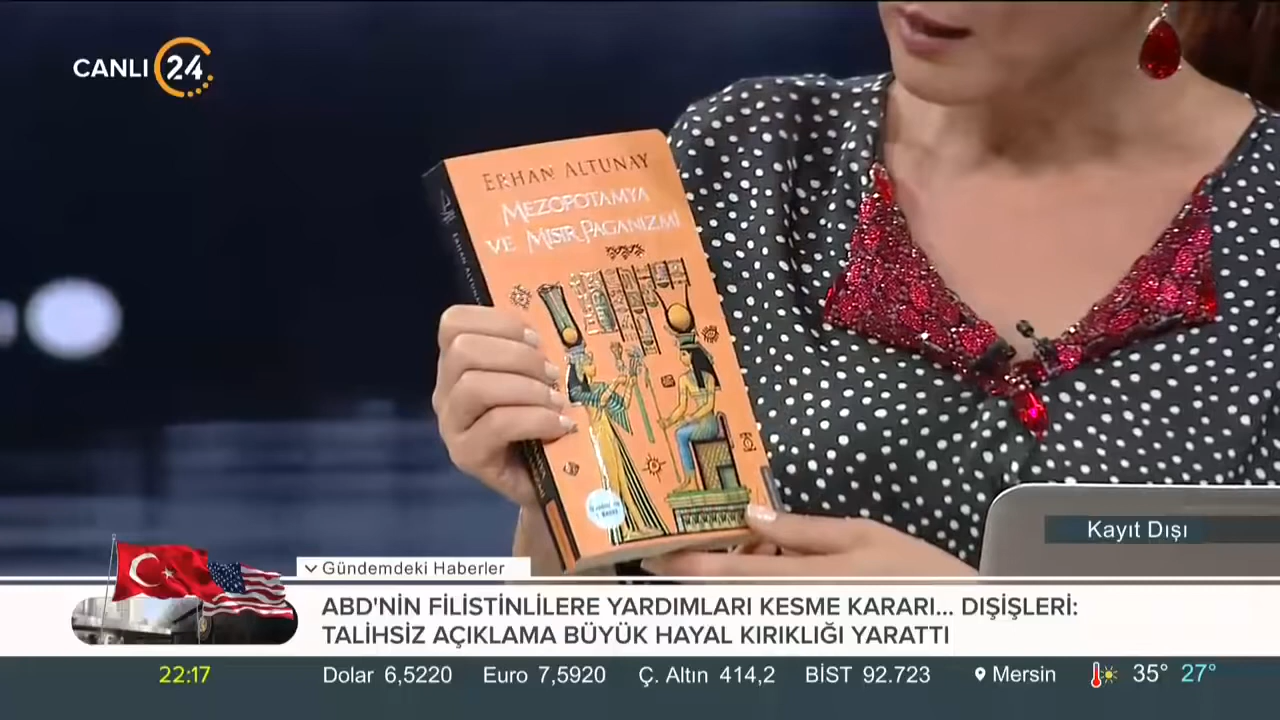 CANLI 24
ERHAN ALTUNAY
MEZOPOTAMYA
VE MISIR PAGANİZMİ
Kayıt Dışı
Gündemdeki Haberler
ABD'NİN FİLİSTİNLİLERE YARDIMLARI KESME KARARI... DIŞİŞLERİ:
TALİHSİZ AÇIKLAMA BÜYÜK HAYAL KIRIKLIĞI YARATTI
22:17 Dolar 6,5220 Euro 7,5920 Ç. Altın 414,2 BİST 92.723 Mersin 35° 27°